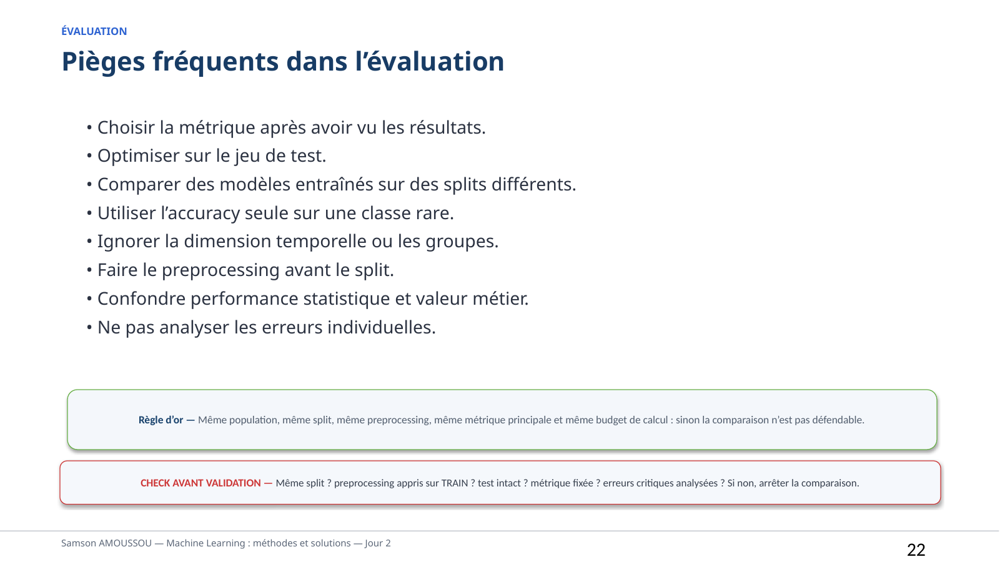 ÉVALUATION
Pièges fréquents dans l’évaluation
• Choisir la métrique après avoir vu les résultats.
• Optimiser sur le jeu de test.
• Comparer des modèles entraînés sur des splits différents.
• Utiliser l’accuracy seule sur une classe rare.
• Ignorer la dimension temporelle ou les groupes.
• Faire le preprocessing avant le split.
• Confondre performance statistique et valeur métier.
• Ne pas analyser les erreurs individuelles.
Règle d’or — Même population, même split, même preprocessing, même métrique principale et même budget de calcul : sinon la comparaison n’est pas défendable.
CHECK AVANT VALIDATION — Même split ? preprocessing appris sur TRAIN ? test intact ? métrique fixée ? erreurs critiques analysées ? Si non, arrêter la comparaison.
Samson AMOUSSOU — Machine Learning : méthodes et solutions — Jour 2
22